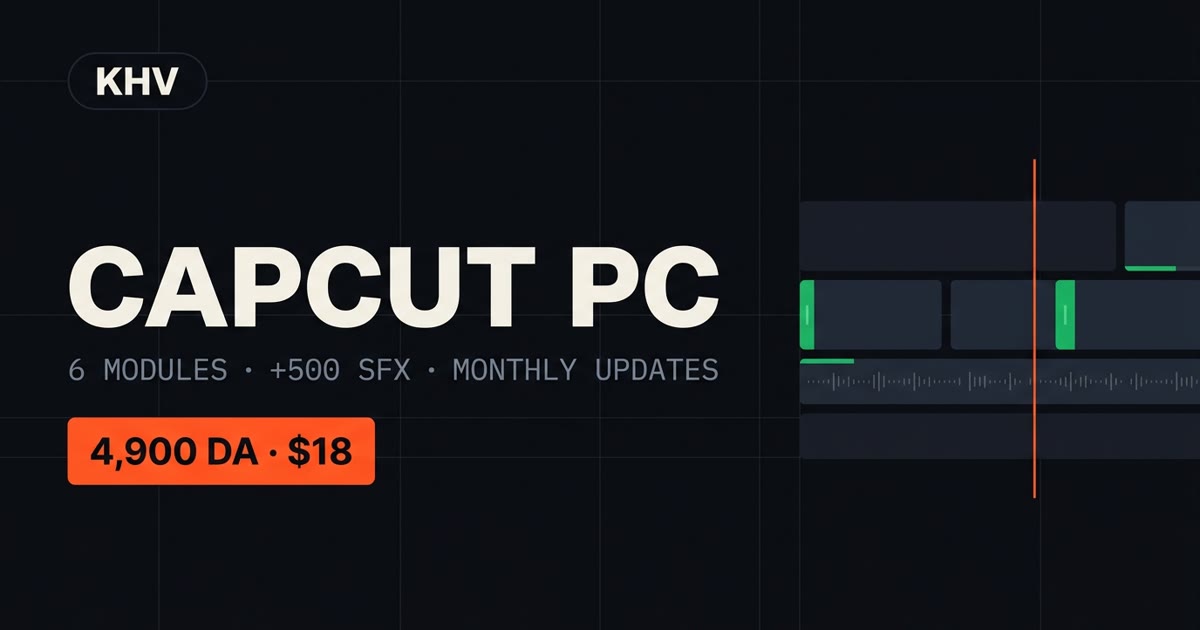 KHV
CAPCUT PC
6 MODULES · +500 SFX · MONTHLY UPDATES
4,900 DA · $18